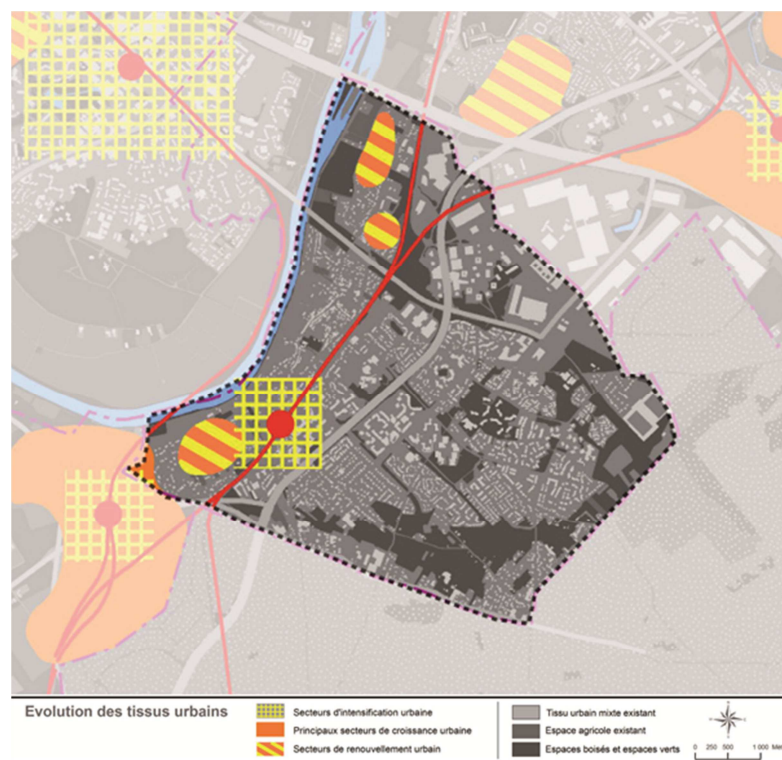 Evolution des tissus urbains
Secteurs d'intensification urbaine
Principaux secteurs de croissance urbaine
Secteurs de renouvellement urbain
Tissu urbain mixte existant
Espace agricole existant
Espaces boisés et espaces verts
0 250 500 1 000 Mè